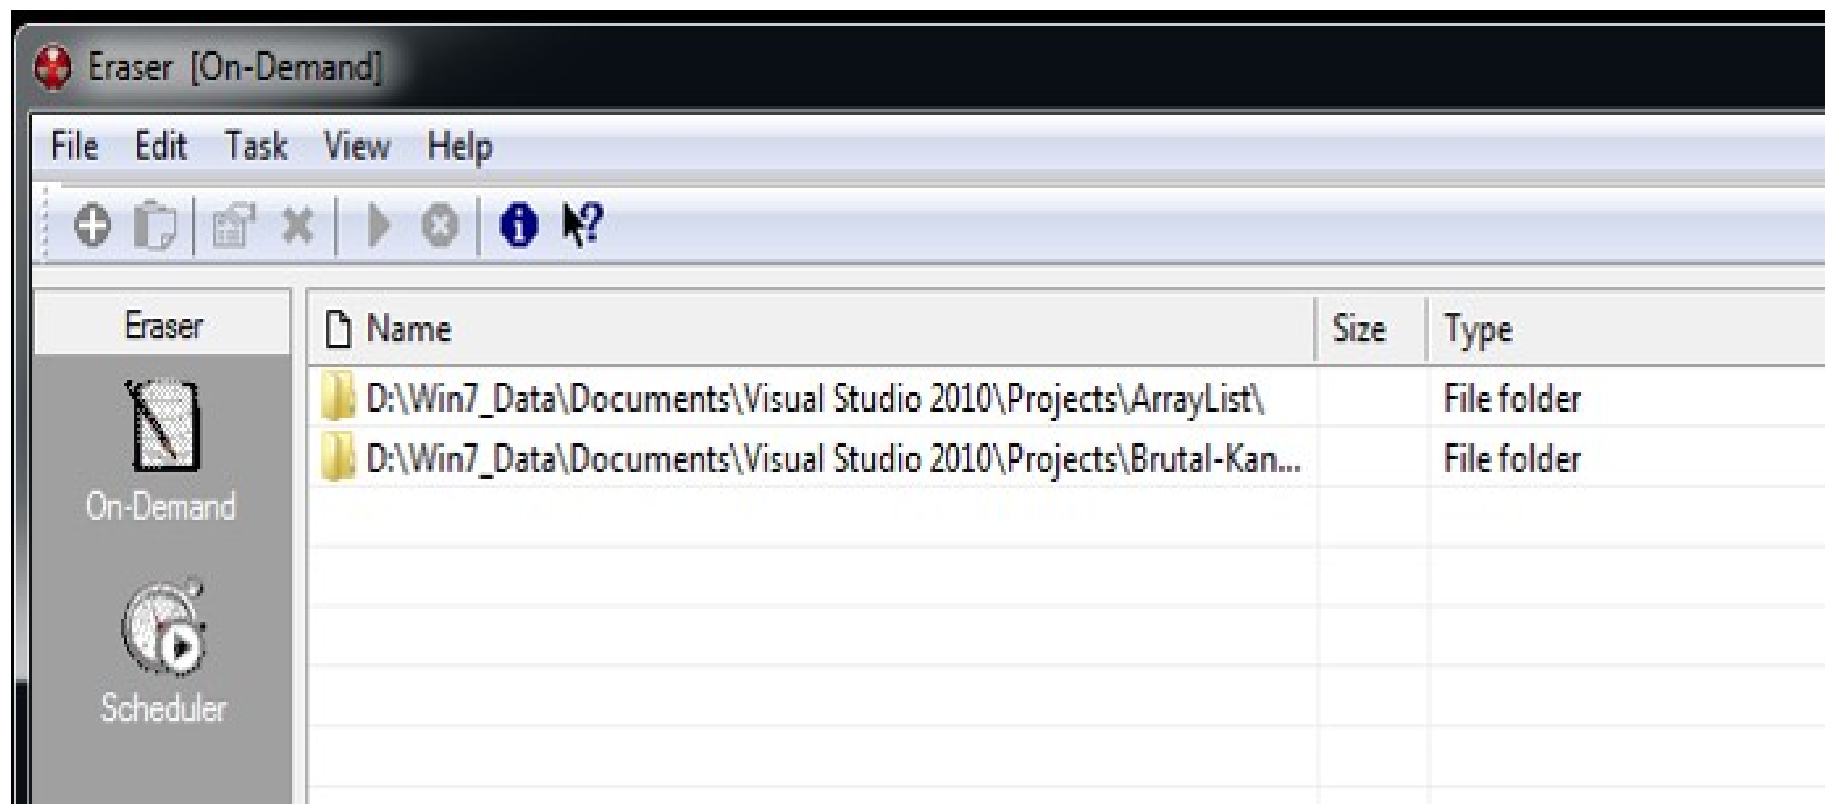 Eraser [On-Demand]
File Edit Task View Help
Eraser
Name Size Type
D:\Win7_Data\Documents\Visual Studio 2010\Projects\ArrayList\ File folder
D:\Win7_Data\Documents\Visual Studio 2010\Projects\Brutal-Kan... File folder
On-Demand
Scheduler